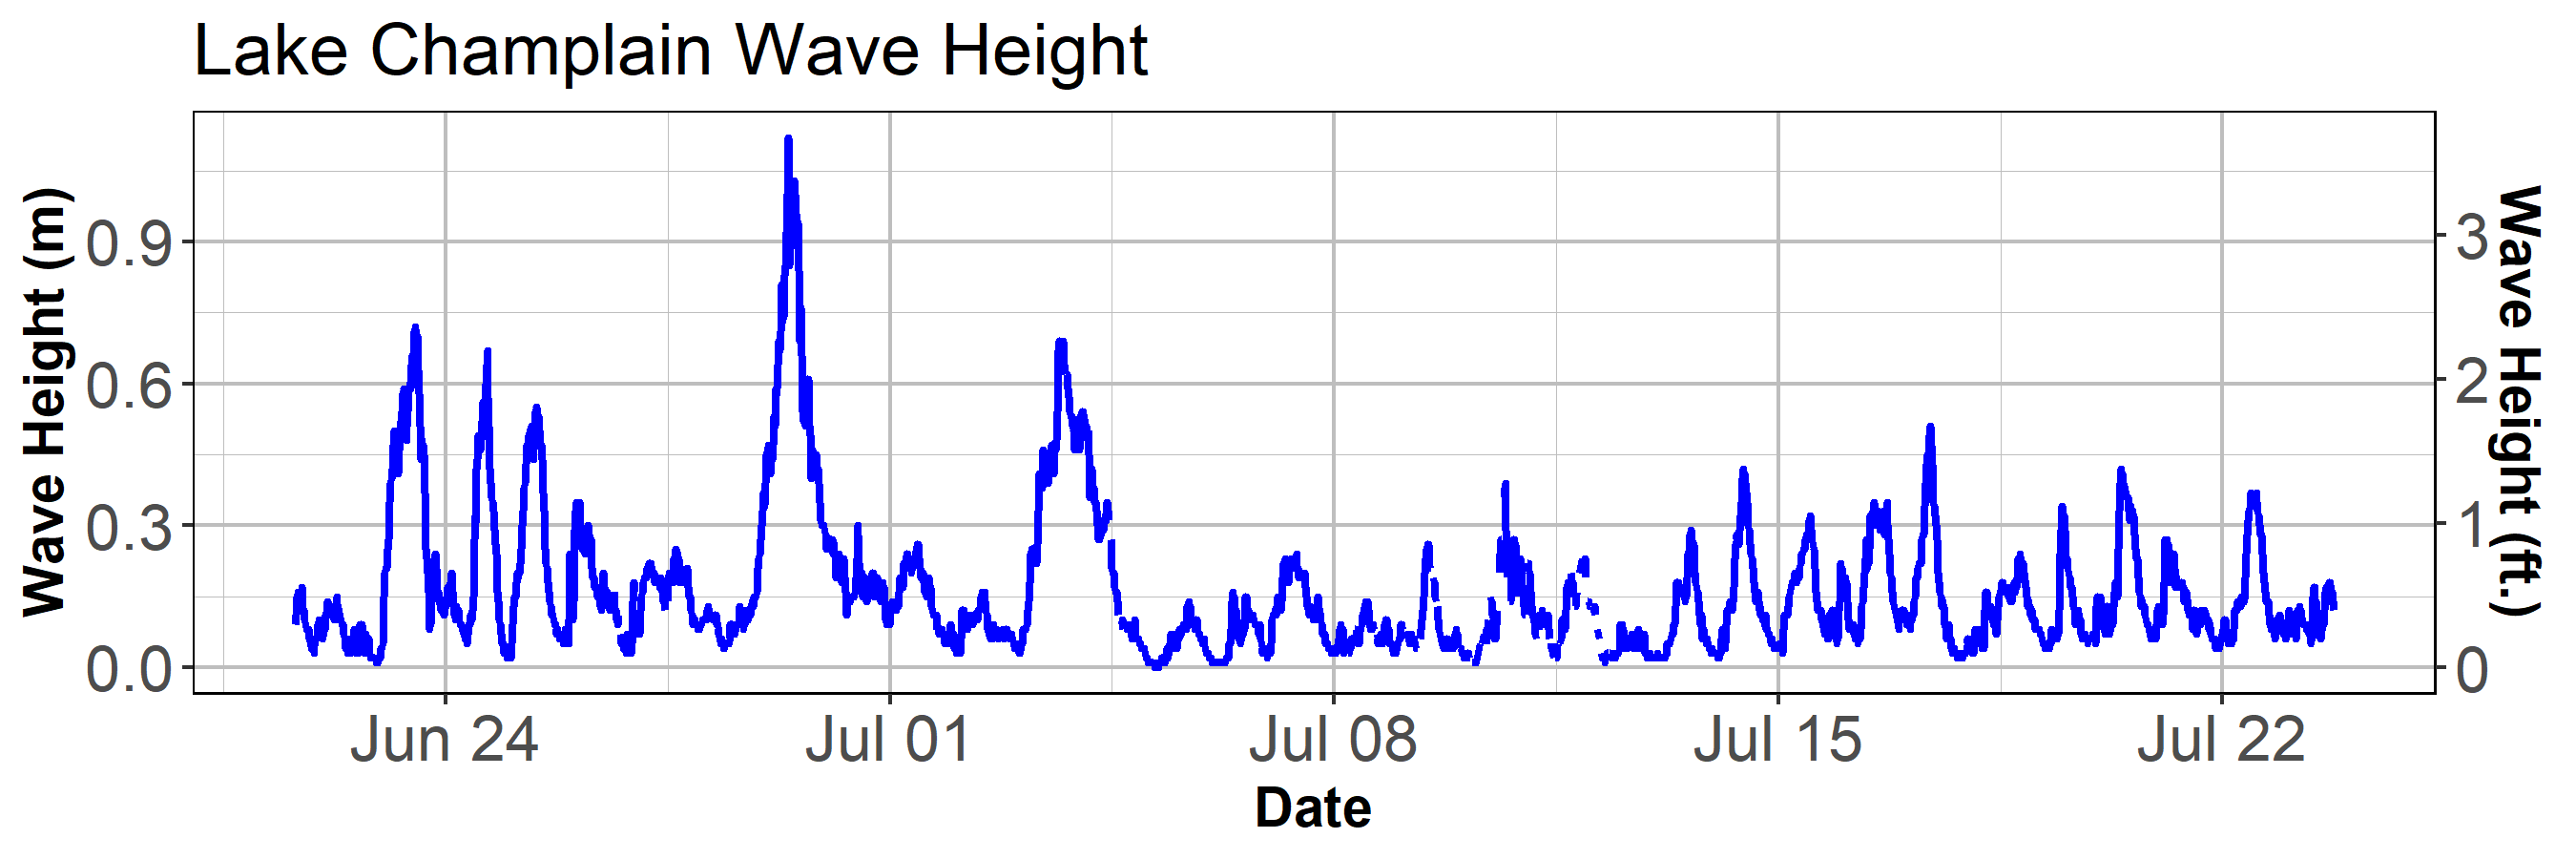 Lake Champlain Wave Height
Wave Height (m)
0.9
0.6
0.3
0.0
3
2
1
0
Wave Height (ft.)
Jun 24
Jul 01
Jul 08
Jul 15
Jul 22
Date